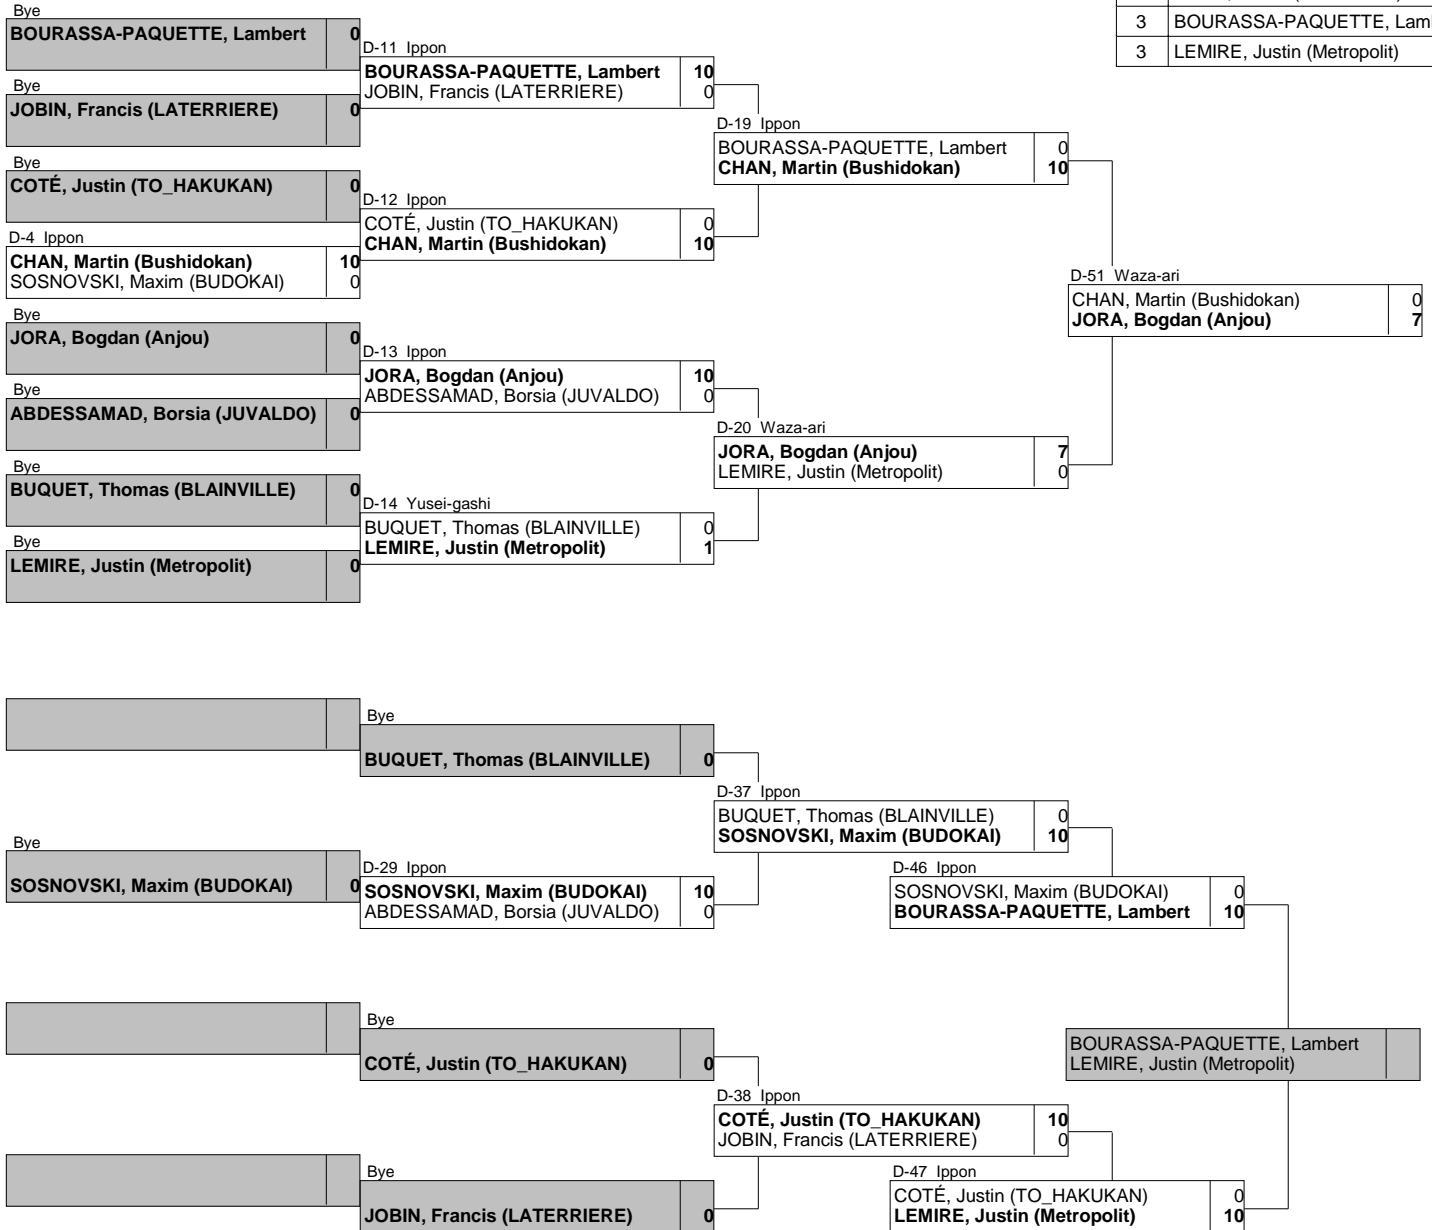 3 BOURASSA-PAQUETTE, Lam
3 LEMIRE, Justin (Metropolit)
Bye
BOURASSA-PAQUETTE, Lambert 0
Bye
JOBIN, Francis (LATERRIERE) 0
Bye
COTÉ, Justin (TO_HAKUKAN) 0
D-4 Ippon
CHAN, Martin (Bushidokan) 10
SOSNOVSKI, Maxim (BUDOKAI) 0
Bye
JORA, Bogdan (Anjou) 0
Bye
ABDESSAMAD, Borsia (JUVALDO) 0
Bye
BUQUET, Thomas (BLAINVILLE) 0
Bye
LEMIRE, Justin (Metropolit) 0
D-11 Ippon
BOURASSA-PAQUETTE, Lambert 10
JOBIN, Francis (LATERRIERE) 0
D-12 Ippon
COTÉ, Justin (TO_HAKUKAN) 0
CHAN, Martin (Bushidokan) 10
D-13 Ippon
JORA, Bogdan (Anjou) 10
ABDESSAMAD, Borsia (JUVALDO) 0
D-14 Yusei-gashi
BUQUET, Thomas (BLAINVILLE) 0
LEMIRE, Justin (Metropolit) 1
D-19 Ippon
BOURASSA-PAQUETTE, Lambert 0
CHAN, Martin (Bushidokan) 10
D-20 Waza-ari
JORA, Bogdan (Anjou) 7
LEMIRE, Justin (Metropolit) 0
D-51 Waza-ari
CHAN, Martin (Bushidokan) 0
JORA, Bogdan (Anjou) 7
Bye
BUQUET, Thomas (BLAINVILLE) 0
Bye
SOSNOVSKI, Maxim (BUDOKAI) 0
D-29 Ippon
SOSNOVSKI, Maxim (BUDOKAI) 10
ABDESSAMAD, Borsia (JUVALDO) 0
D-37 Ippon
BUQUET, Thomas (BLAINVILLE) 0
SOSNOVSKI, Maxim (BUDOKAI) 10
D-46 Ippon
SOSNOVSKI, Maxim (BUDOKAI) 0
BOURASSA-PAQUETTE, Lambert 10
Bye
COTÉ, Justin (TO_HAKUKAN) 0
Bye
JOBIN, Francis (LATERRIERE) 0
D-38 Ippon
COTÉ, Justin (TO_HAKUKAN) 10
JOBIN, Francis (LATERRIERE) 0
D-47 Ippon
COTÉ, Justin (TO_HAKUKAN) 0
LEMIRE, Justin (Metropolit) 10
BOURASSA-PAQUETTE, Lambert
LEMIRE, Justin (Metropolit)